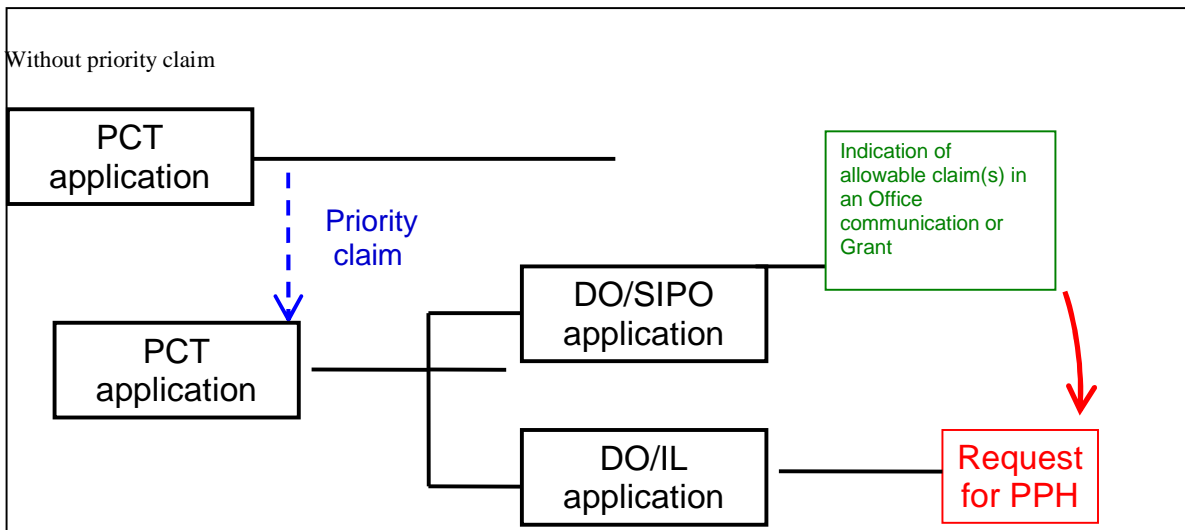 Without priority claim
PCT
application
Indication of
allowable claim(s) in
an Office
communication or
Grant
Priority
claim
DO/SIPO
application
PCT
application
DO/IL
application
Request
for PPH